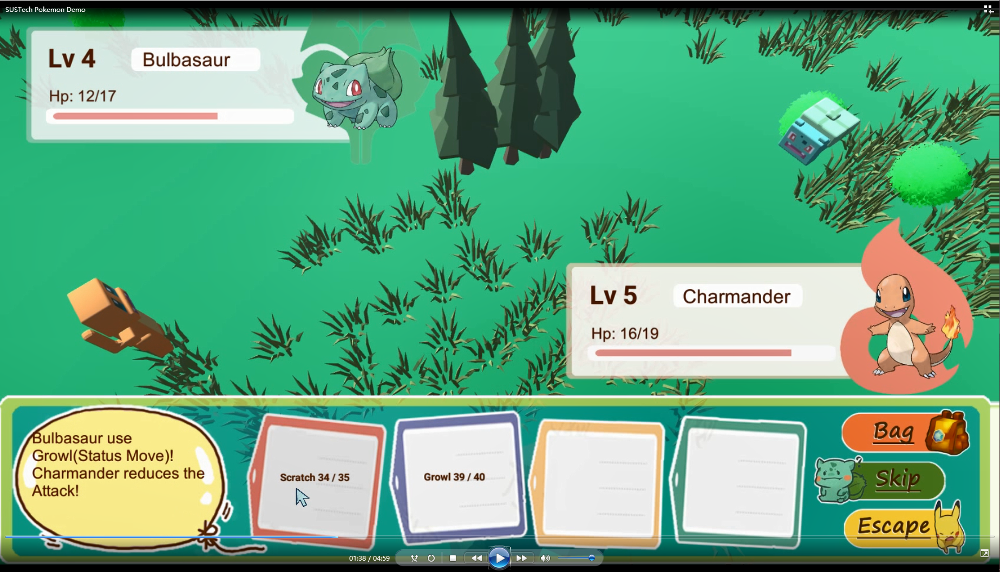 SUSTech Pokemon Demo
Lv 4
Bulbasaur
Hp: 12/17
Lv 5
Charmander
Hp: 16/19
Bulbasaur use
Growl(Status Move)!
Charmander reduces the
Attack!
Scratch 34 / 35
Growl 39 / 40
Bag
?
Skip
Escape
01:38 / 04:59